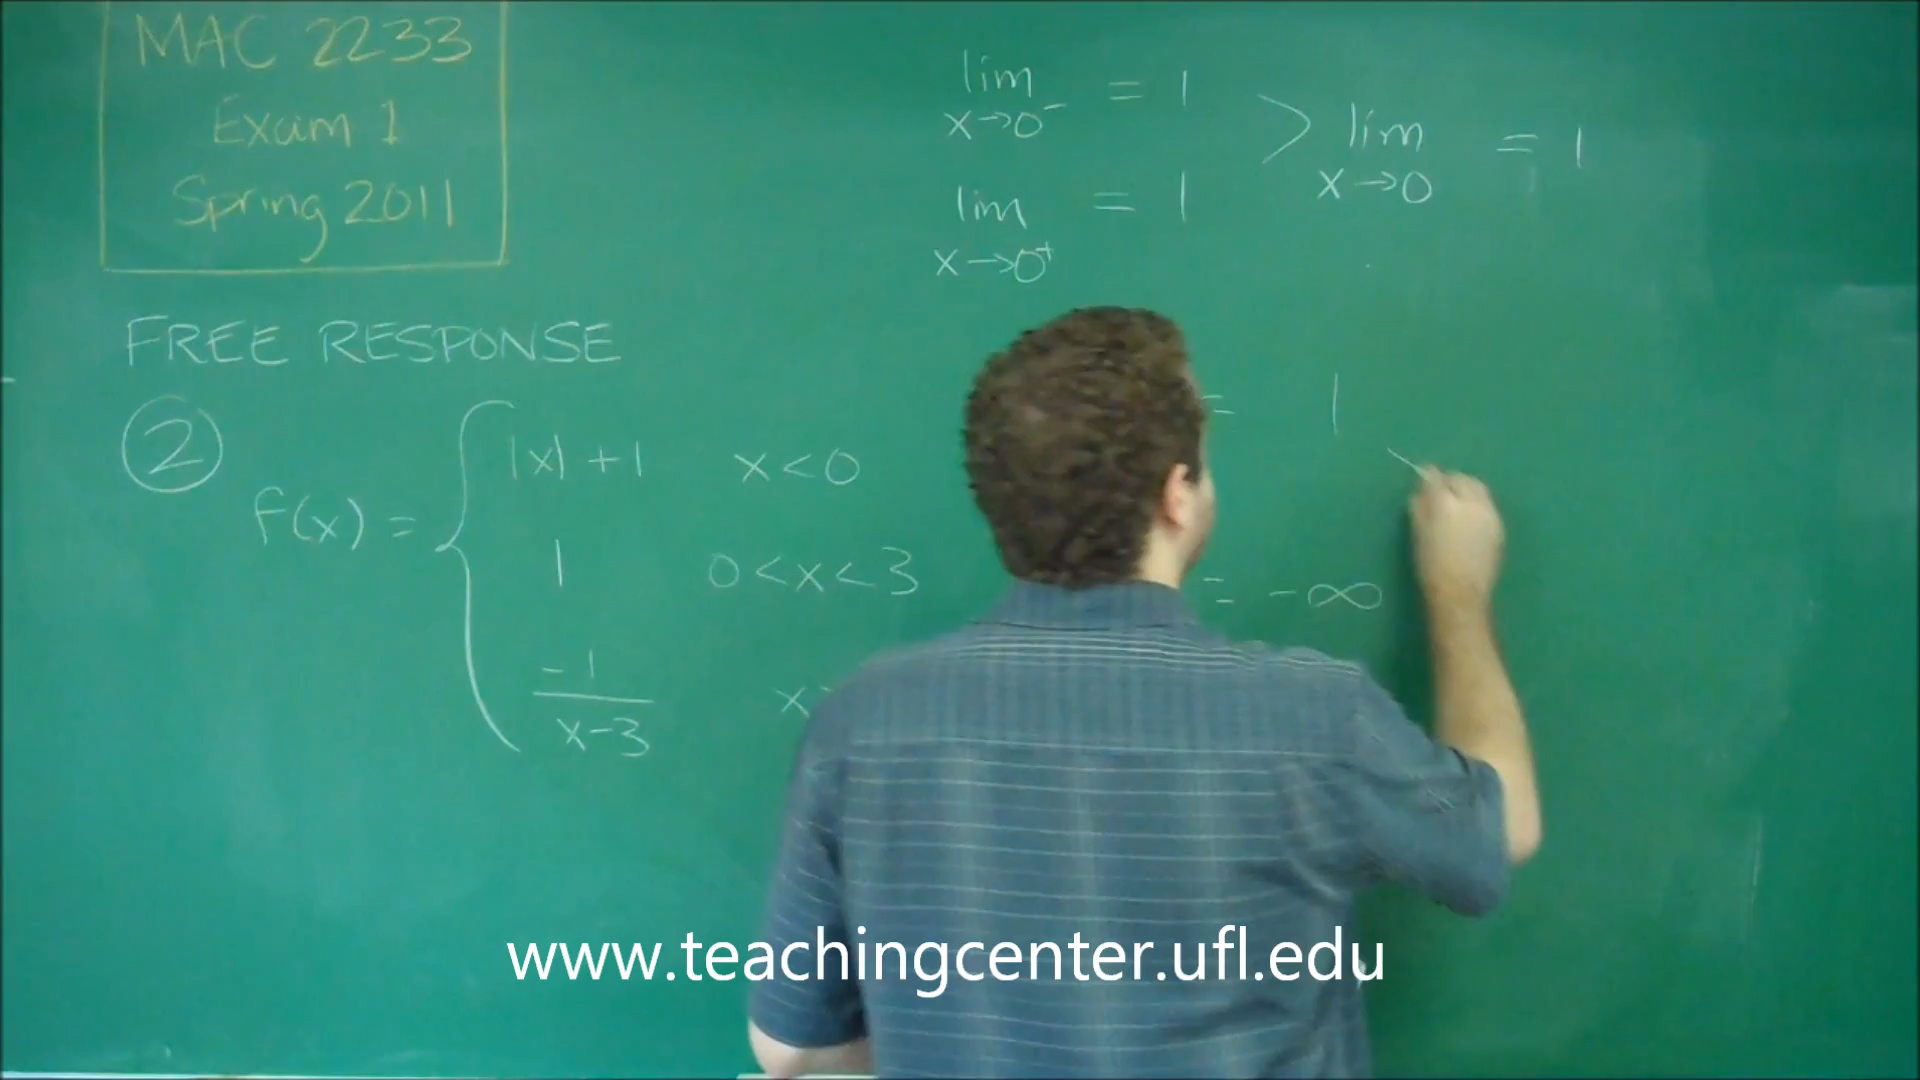 MAC 2233
Exam 1
Spring 2011
FREE RESPONSE
②
f(x) = {
|x| + 1 x < 0
1 0 < x < 3
-1
x-3
x
lim = 1
x→0⁻
lim = 1
x→0⁺
> lim = 1
x→0
= 1
= -∞
www.teachingcenter.ufl.edu